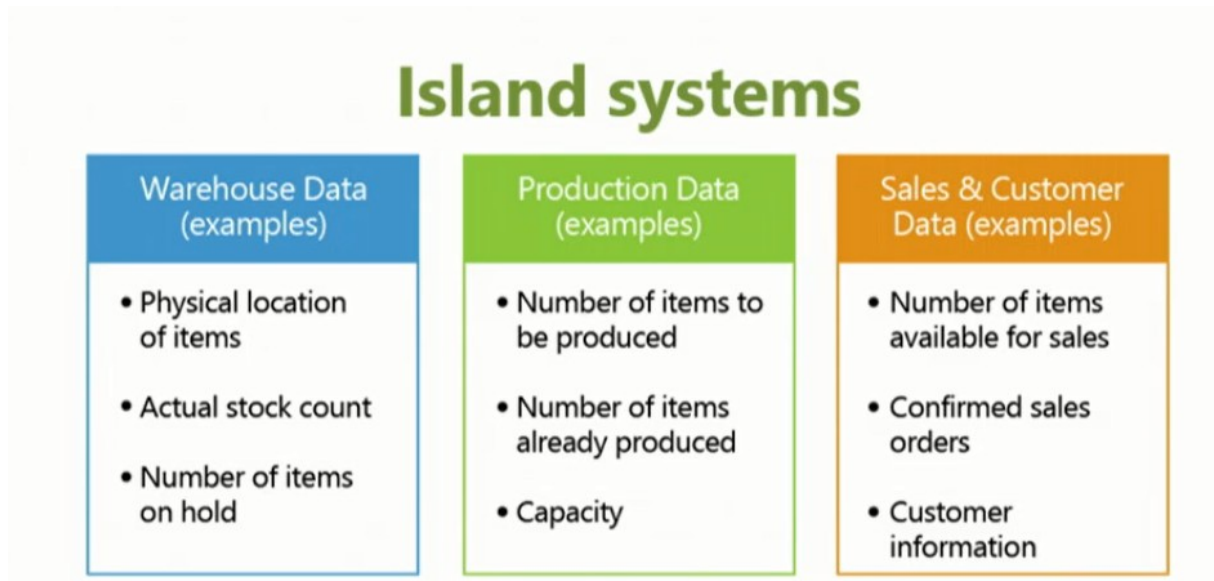 Island systems
Warehouse Data
(examples)
• Physical location
of items
• Actual stock count
• Number of items
on hold
Production Data
(examples)
• Number of items to
be produced
• Number of items
already produced
• Capacity
Sales & Customer
Data (examples)
• Number of items
available for sales
• Confirmed sales
orders
• Customer
information